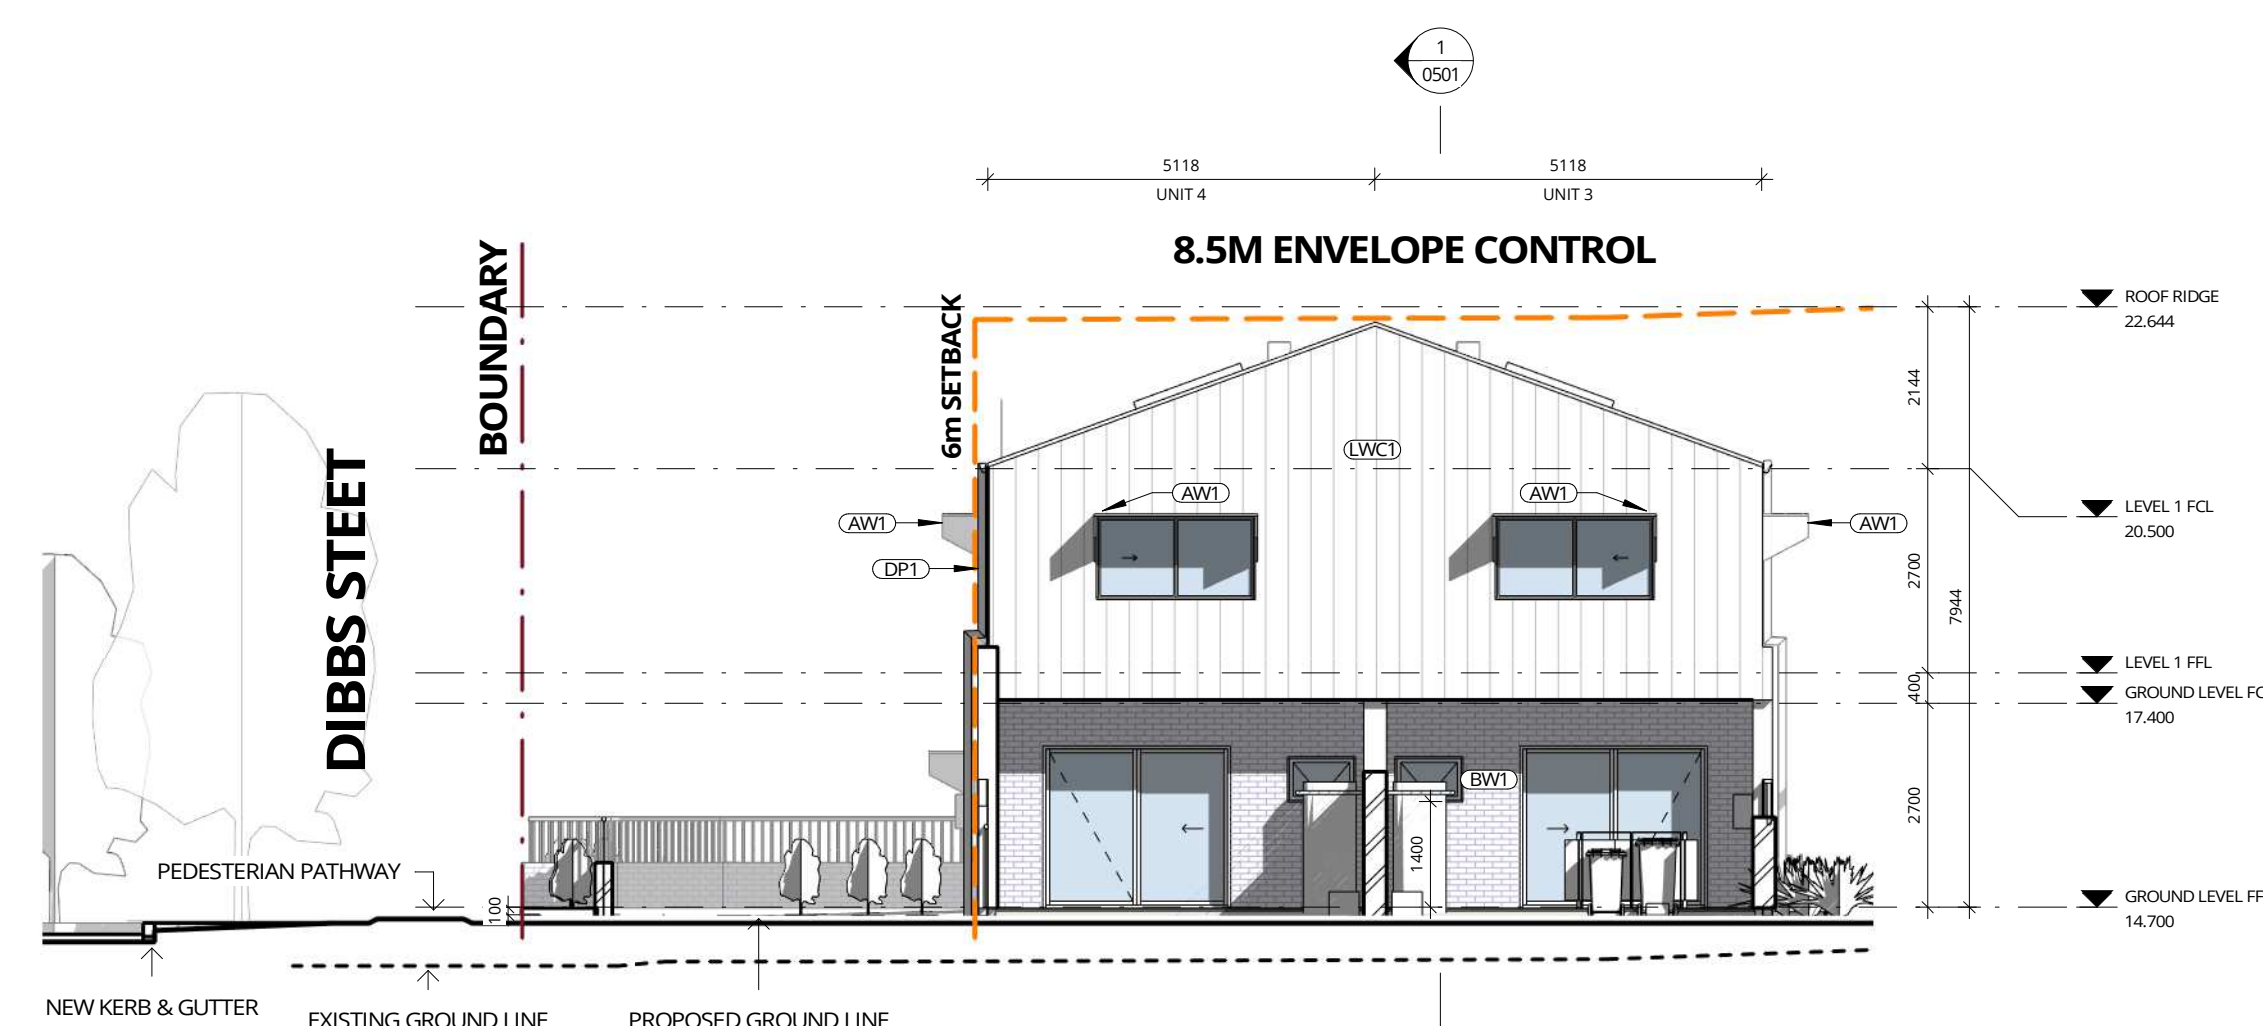 1
0501
5118
5118
UNIT 4
UNIT 3
8.5M ENVELOPE CONTROL
BOUNDARY
6m SETBACK
DIBBS STEET
ROOF RIDGE
22.644
2144
LWC1
AW1
AW1
AW1
AW1
DP1
LEVEL 1 FCL
20.500
2700
7944
LEVEL 1 FFL
400
GROUND LEVEL FC
17.400
BW1
2700
1400
PEDESTERIAN PATHWAY
100
GROUND LEVEL FF
14.700
NEW KERB & GUTTER
EXISTING GROUND LINE
PROPOSED GROUND LINE